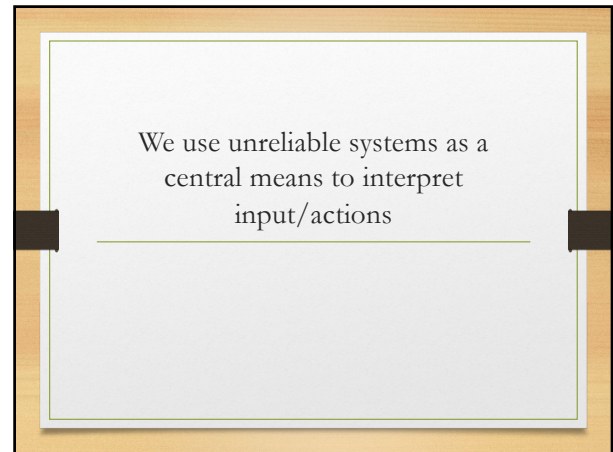 We use unreliable systems as a
central means to interpret
input/actions